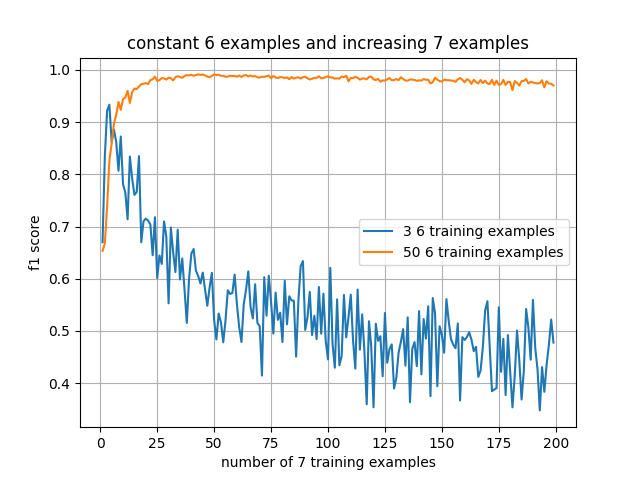 constant 6 examples and increasing 7 examples
1.0
0.9
0.8
0.7
0.6
0.5
0.4
f1 score
3 6 training examples
50 6 training examples
0 25 50 75 100 125 150 175 200
number of 7 training examples